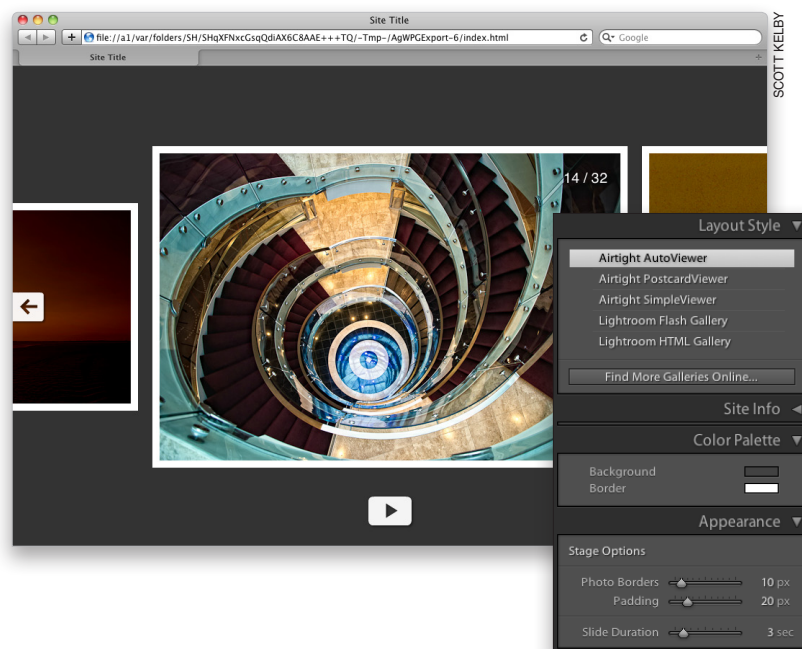 Site Title
file://a1/var/folders/SH/SHqXFNxcGsqQdiAX6C8AAE+++TQ/-Tmp-/AgWPGExport-6/index.html
Google
Site Title
SCOTT KELBY
14 / 32
Layout Style
Airtight AutoViewer
Airtight PostcardViewer
Airtight SimpleViewer
Lightroom Flash Gallery
Lightroom HTML Gallery
Find More Galleries Online...
Site Info
Color Palette
Background
Border
Appearance
Stage Options
Photo Borders 10 px
Padding 20 px
Slide Duration 3 sec